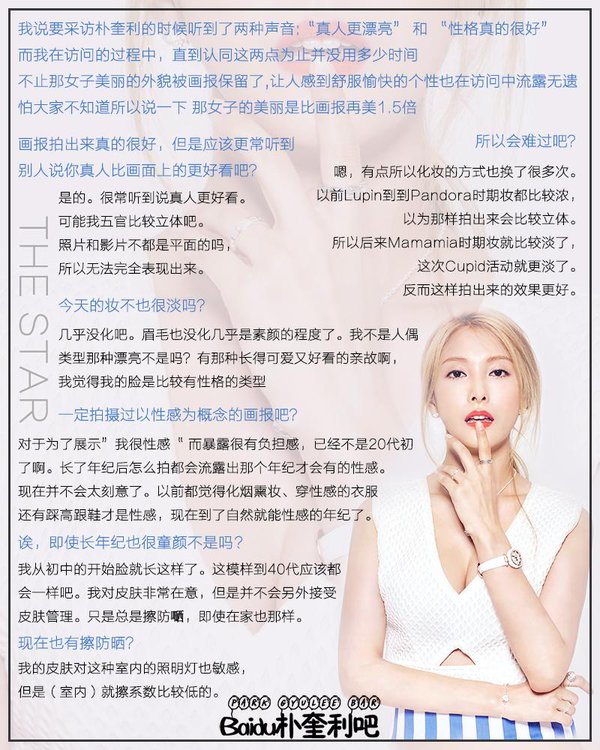 我说要采访朴奎利的时候听到了两种声音:“真人更漂亮” 和 “性格真的很好”
而我在访问的过程中，直到认同这两点为止并没用多少时间
不止那女子美丽的外貌被画报保留了,让人感到舒服愉快的个性也在访问中流露无遗
怕大家不知道所以说一下 那女子的美丽是比画报再美1.5倍
画报拍出来真的很好，但是应该更常听到
别人说你真人比画面上的更好看吧?
是的。很常听到说真人更好看。
可能我五官比较立体吧。
照片和影片不都是平面的吗，
所以无法完全表现出来。
所以会难过吧?
嗯，有点所以化妆的方式也换了很多次。
以前Lupin到到Pandora时期妆都比较浓，
以为那样拍出来会比较立体。
所以后来Mamamia时期妆就比较淡了，
这次Cupid活动就更淡了。
反而这样拍出来的效果更好。
THE STAR
今天的妆不也很淡吗?
几乎没化吧。眉毛也没化几乎是素颜的程度了。我不是人偶
类型那种漂亮不是吗？有那种长得可爱又好看的亲故啊，
我觉得我的脸是比较有性格的类型
一定拍摄过以性感为概念的画报吧?
对于为了展示”我很性感“ 而暴露很有负担感，已经不是20代初
了啊。长了年纪后怎么拍都会流露出那个年纪才会有的性感。
现在并不会太刻意了。以前都觉得化烟熏妆、穿性感的衣服
还有踩高跟鞋才是性感，现在到了自然就能性感的年纪了。
诶，即使长年纪也很童颜不是吗?
我从初中的开始脸就长这样了。这模样到40代应该都
会一样吧。我对皮肤非常在意，但是并不会另外接受
皮肤管理。只是总是擦防晒，即使在家也那样。
现在也有擦防晒?
我的皮肤对这种室内的照明灯也敏感，
但是（室内）就擦系数比较低的。
PARK GYULEE BAR
Baidu朴奎利吧